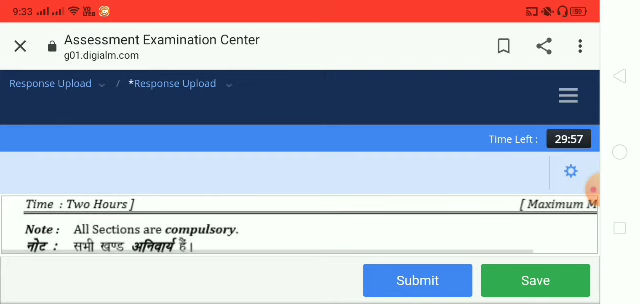 9:33
59
Assessment Examination Center
g01.digialm.com
Response Upload / *Response Upload
Time Left : 29:57
Time : Two Hours ] [ Maximum M
Note : All Sections are compulsory.
नोट : सभी खण्ड अनिवार्य हैं।
Submit Save